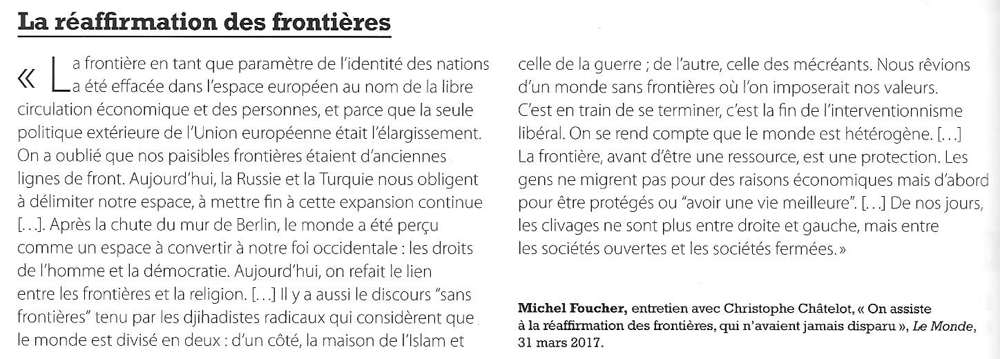 La réaffirmation des frontières
« La frontière en tant que paramètre de l'identité des nations
a été effacée dans l'espace européen au nom de la libre
circulation économique et des personnes, et parce que la seule
politique extérieure de l'Union européenne était l'élargissement.
On a oublié que nos paisibles frontières étaient d'anciennes
lignes de front. Aujourd'hui, la Russie et la Turquie nous obligent
à délimiter notre espace, à mettre fin à cette expansion continue
[…]. Après la chute du mur de Berlin, le monde a été perçu
comme un espace à convertir à notre foi occidentale : les droits
de l'homme et la démocratie. Aujourd'hui, on refait le lien
entre les frontières et la religion. […] Il y a aussi le discours "sans
frontières" tenu par les djihadistes radicaux qui considèrent que
le monde est divisé en deux : d'un côté, la maison de l'Islam et
celle de la guerre ; de l'autre, celle des mécréants. Nous rêvions
d'un monde sans frontières où l'on imposerait nos valeurs.
C'est en train de se terminer, c'est la fin de l'interventionnisme
libéral. On se rend compte que le monde est hétérogène. […]
La frontière, avant d'être une ressource, est une protection. Les
gens ne migrent pas pour des raisons économiques mais d'abord
pour être protégés ou "avoir une vie meilleure". […] De nos jours,
les clivages ne sont plus entre droite et gauche, mais entre
les sociétés ouvertes et les sociétés fermées. »
Michel Foucher, entretien avec Christophe Châtelot, « On assiste
à la réaffirmation des frontières, qui n'avaient jamais disparu », Le Monde,
31 mars 2017.